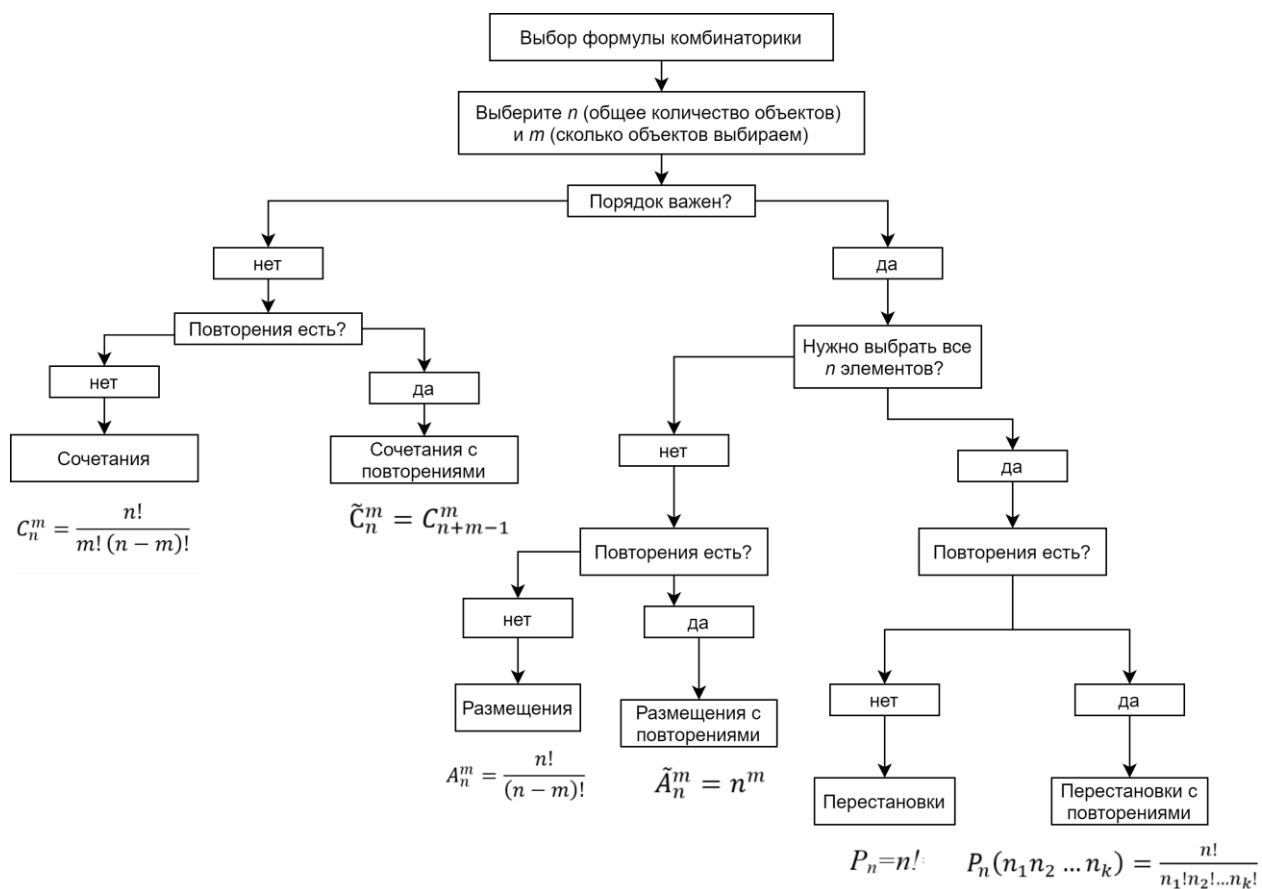 Выбор формулы комбинаторики
Выберите n (общее количество объектов)
и m (сколько объектов выбираем)
Порядок важен?
нет
да
Повторения есть?
нет
да
Сочетания
Сочетания с
повторениями
C_n^m = n! / (m! (n − m)!)
C̃_n^m = C_{n+m−1}^m
Нужно выбрать все
n элементов?
нет
да
Повторения есть?
нет
да
Размещения
Размещения с
повторениями
A_n^m = n! / (n − m)!
Ã_n^m = n^m
Повторения есть?
нет
да
Перестановки
Перестановки с
повторениями
P_n=n!
P_n(n_1n_2 … n_k) = n! / (n_1!n_2!…n_k!)